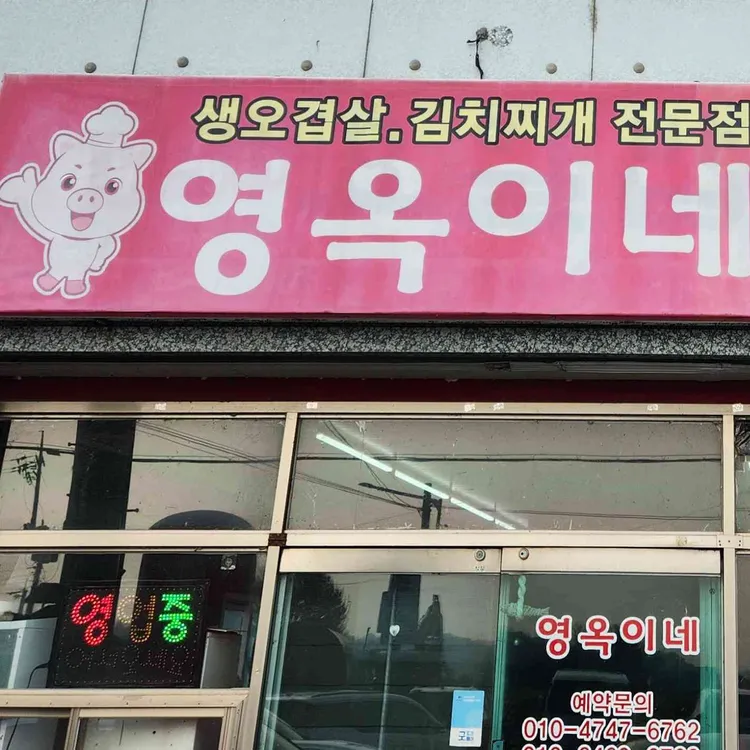 생오겹살.김치찌개 전문점
영옥이네
영업중
영옥이네
예약문의
010-4747-6762